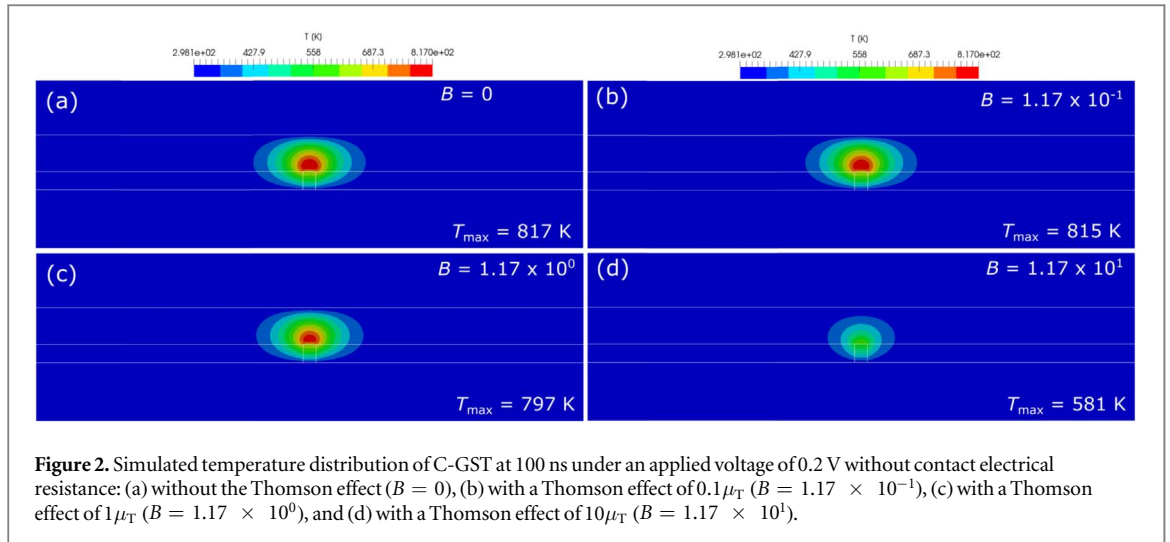 T (K)
2.981e+02 427.9 558 687.3 8.170e+02
T (K)
2.981e+02 427.9 558 687.3 8.170e+02
(a) B = 0
T_max = 817 K
(b) B = 1.17 x 10^-1
T_max = 815 K
(c) B = 1.17 x 10^0
T_max = 797 K
(d) B = 1.17 x 10^1
T_max = 581 K
Figure 2. Simulated temperature distribution of C-GST at 100 ns under an applied voltage of 0.2 V without contact electrical
resistance: (a) without the Thomson effect (B = 0), (b) with a Thomson effect of 0.1μ_T (B = 1.17 × 10^−1), (c) with a Thomson
effect of 1μ_T (B = 1.17 × 10^0), and (d) with a Thomson effect of 10μ_T (B = 1.17 × 10^1).